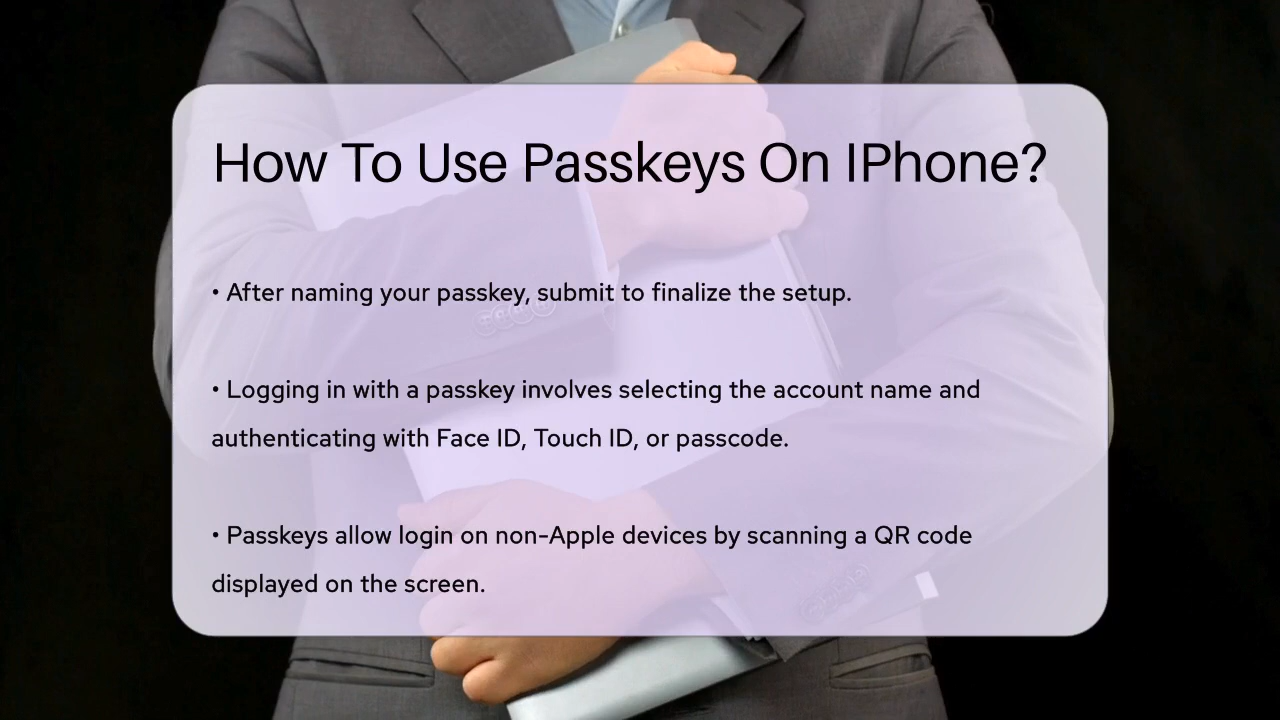 How To Use Passkeys On IPhone?
• After naming your passkey, submit to finalize the setup.
• Logging in with a passkey involves selecting the account name and
authenticating with Face ID, Touch ID, or passcode.
• Passkeys allow login on non-Apple devices by scanning a QR code
displayed on the screen.